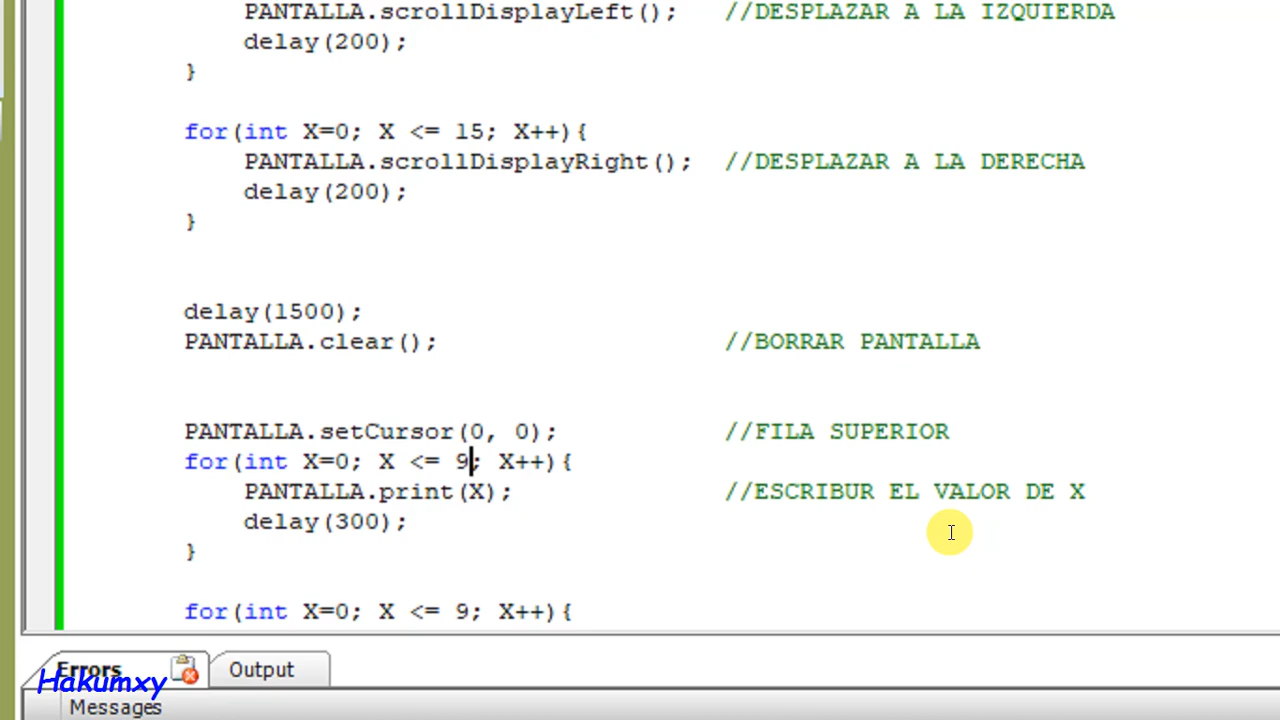 PANTALLA.scrollDisplayLeft(); //DESPLAZAR A LA IZQUIERDA
delay(200);
}
for(int X=0; X <= 15; X++){
PANTALLA.scrollDisplayRight(); //DESPLAZAR A LA DERECHA
delay(200);
}
delay(1500);
PANTALLA.clear(); //BORRAR PANTALLA
PANTALLA.setCursor(0, 0); //FILA SUPERIOR
for(int X=0; X <= 9; X++){
PANTALLA.print(X); //ESCRIBUR EL VALOR DE X
delay(300);
}
for(int X=0; X <= 9; X++){
Errors Output
Hakumxy
Messages